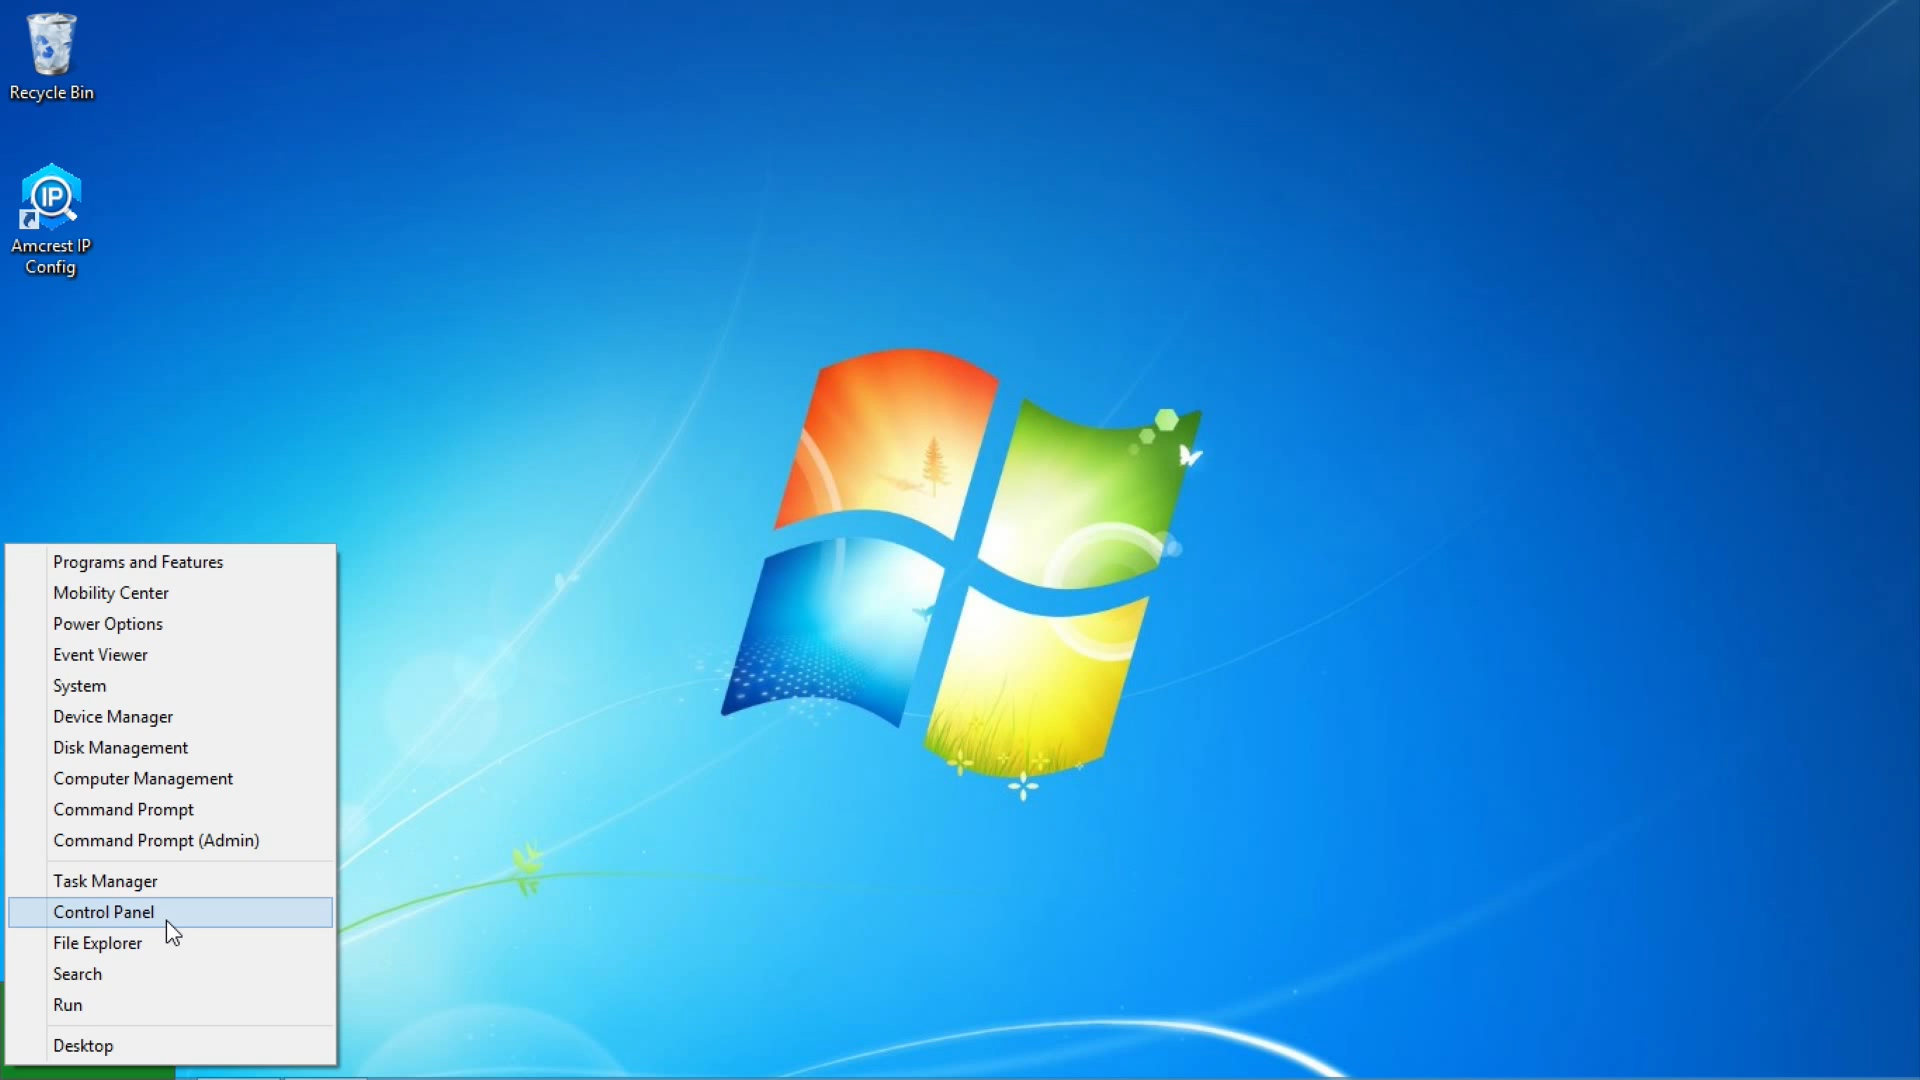 Recycle Bin
IP
Amcrest IP
Config
Programs and Features
Mobility Center
Power Options
Event Viewer
System
Device Manager
Disk Management
Computer Management
Command Prompt
Command Prompt (Admin)
Task Manager
Control Panel
File Explorer
Search
Run
Desktop